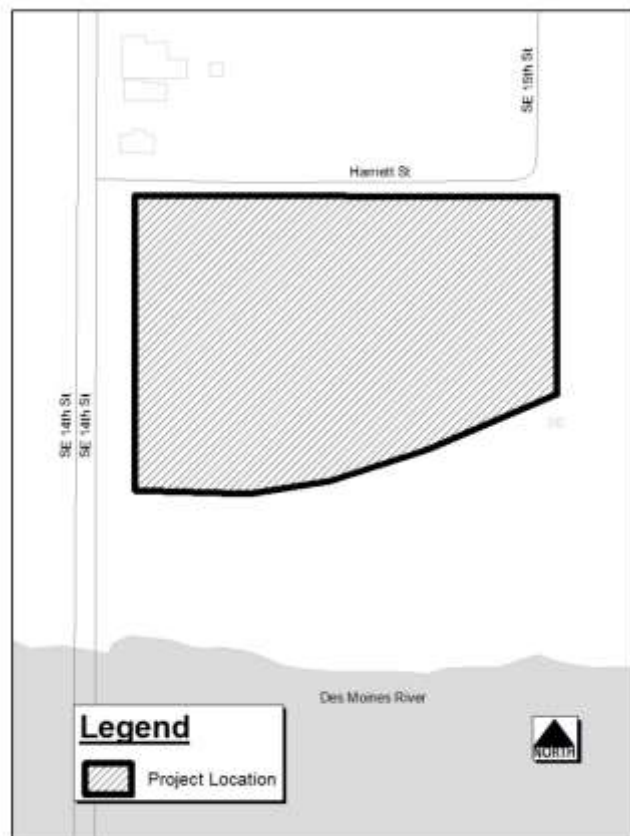 SE 15th St
Harriett St
SE 14th St
SE 14th St
Des Moines River
Legend
Project Location
NORTH